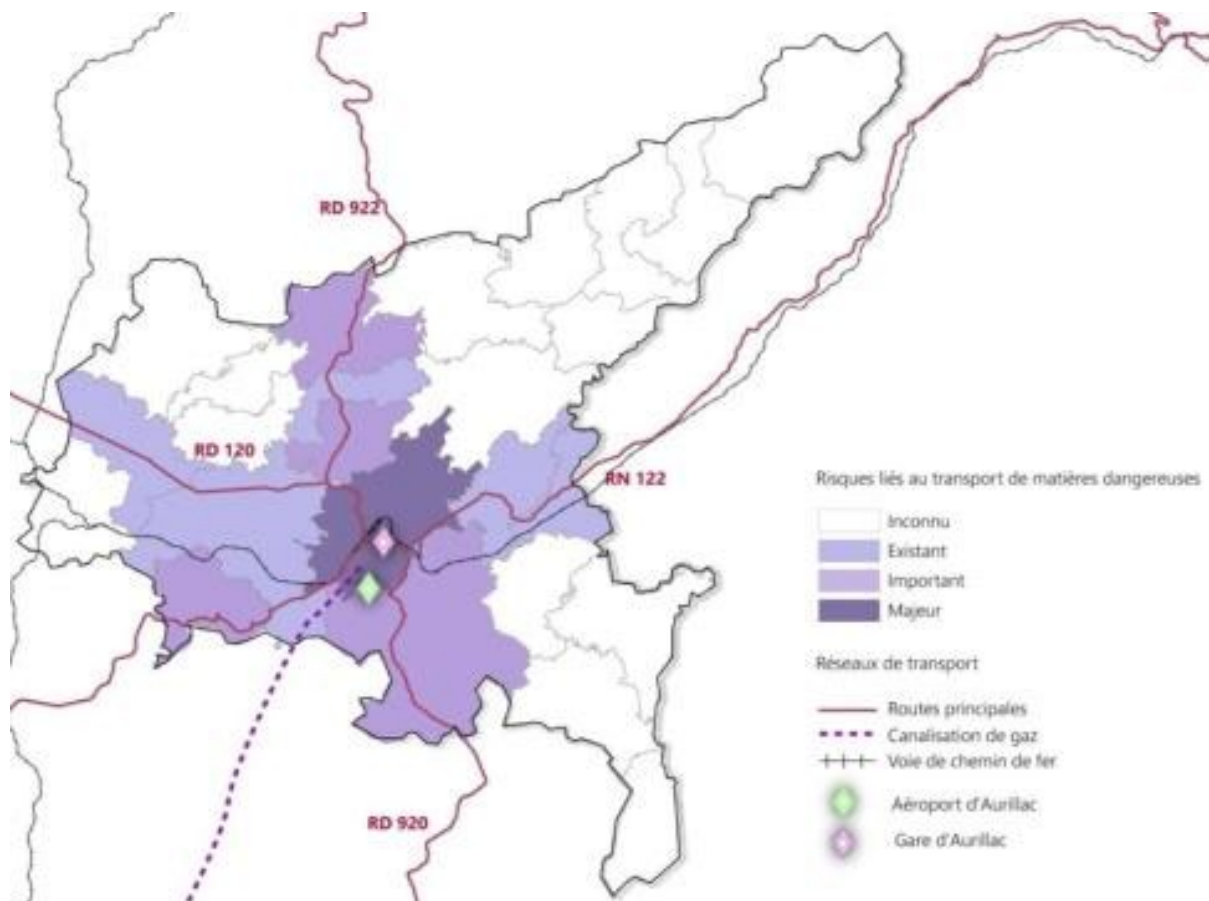 RD 922
RD 120
RN 122
RD 920
Risques liés au transport de matières dangereuses
Inconnu
Existant
Important
Majeur
Réseaux de transport
Routes principales
Canalisation de gaz
Voie de chemin de fer
Aéroport d'Aurillac
Gare d'Aurillac